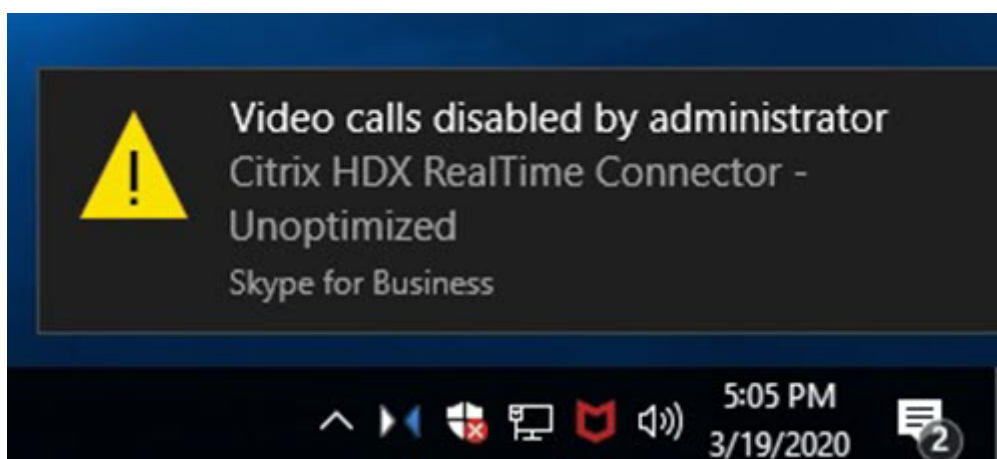 Video calls disabled by administrator
Citrix HDX RealTime Connector -
Unoptimized
Skype for Business
5:05 PM
3/19/2020
2